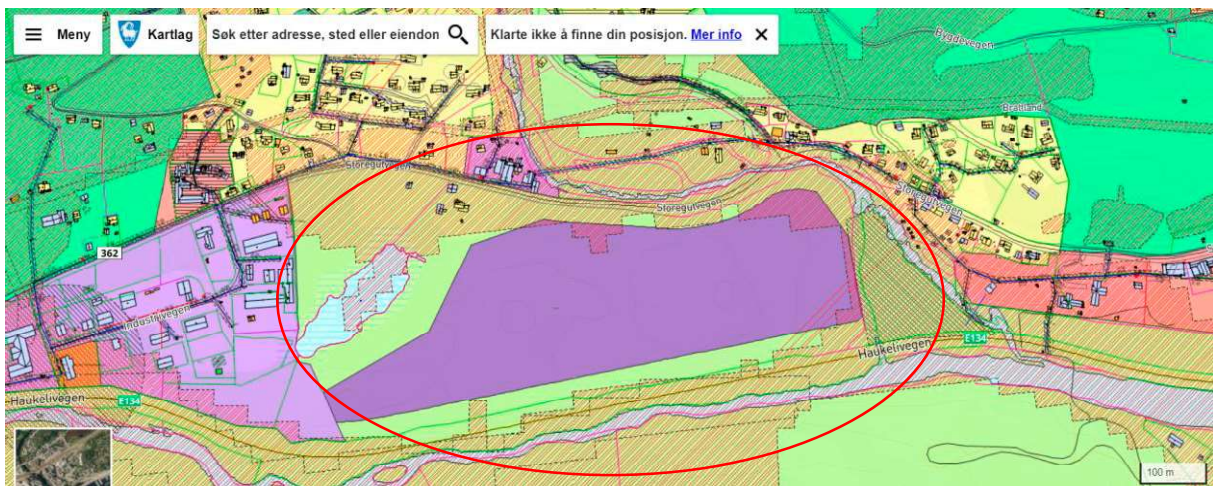 Meny
Kartlag
Søk etter adresse, sted eller eiendon
Klarte ikke å finne din posisjon. Mer info
Bygdevegen
Brattland
Storegutvegen
Storegutvegen
Storegutvegen
362
Industrivegen
Haukelivegen
E134
Haukelivegen
E134
100 m